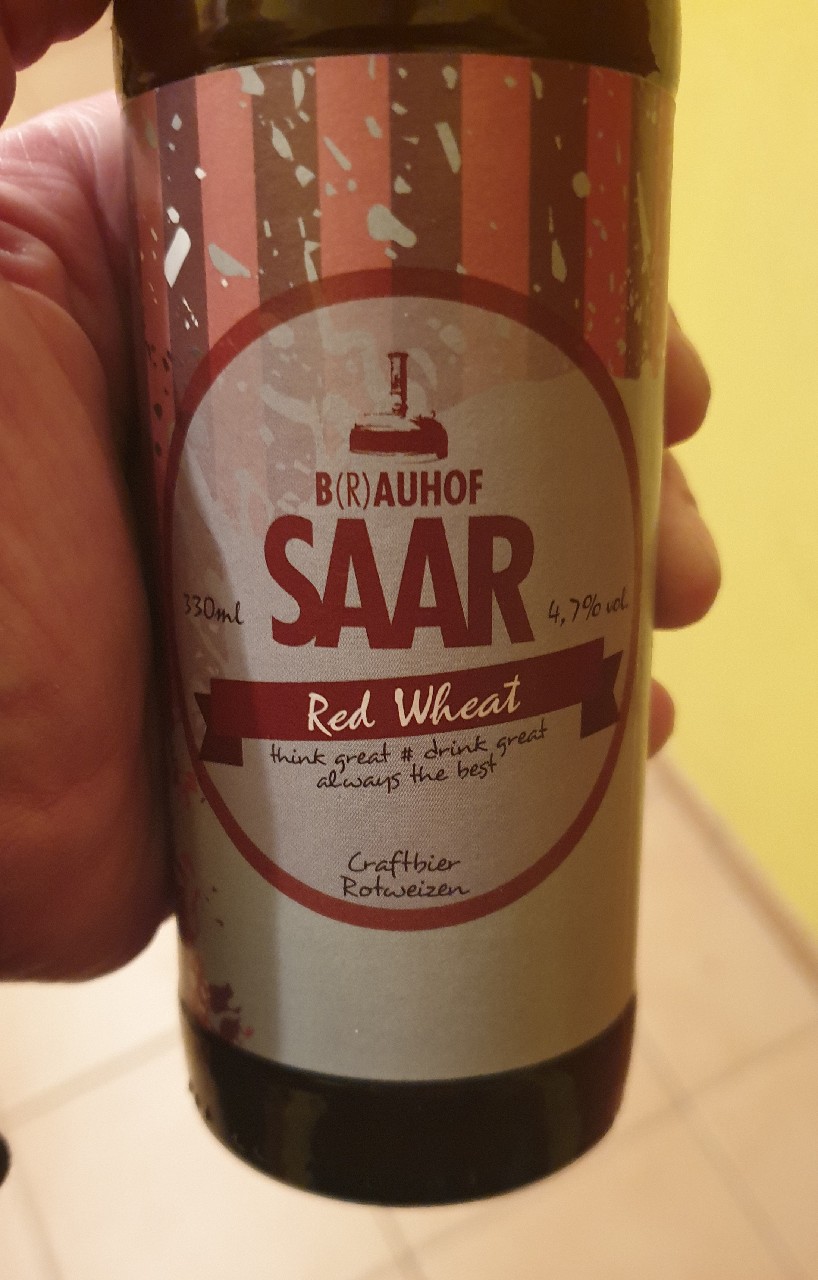 B(R)AUHOF
SAAR
330ml
4,7% vol.
Red Wheat
think great # drink great
always the best
Craftbier
Rotweizen